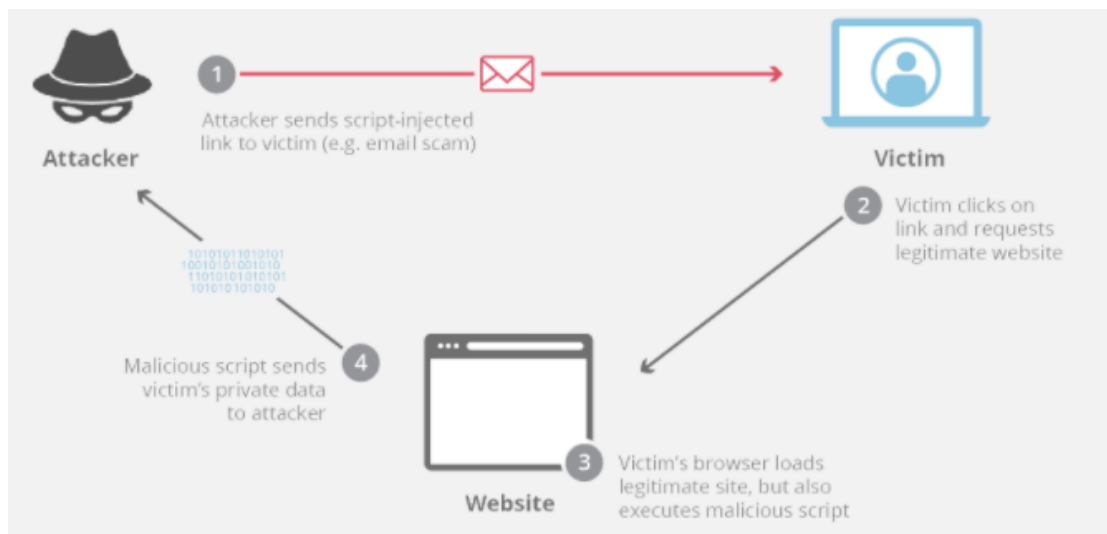 1
Attacker sends script-injected
link to victim (e.g. email scam)
Attacker
Victim
2
Victim clicks on
link and requests
legitimate website
10101011010101
10010101001010
11010101010101
101010101010
4
Malicious script sends
victim's private data
to attacker
3
Victim's browser loads
legitimate site, but also
executes malicious script
Website